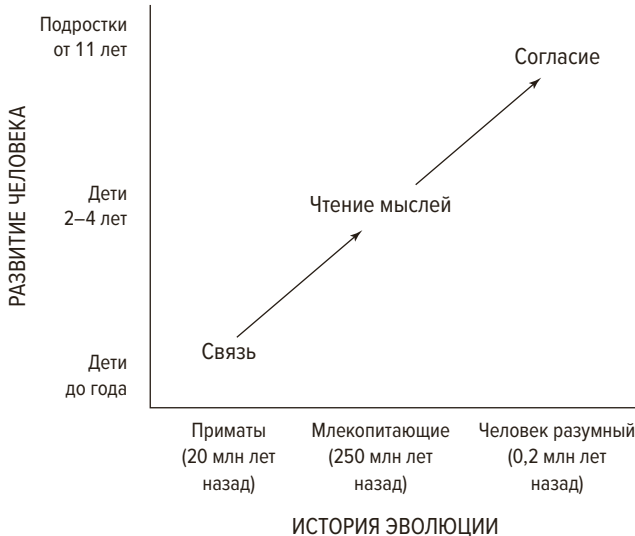 Подростки
от 11 лет
Согласие
РАЗВИТИЕ ЧЕЛОВЕКА
Дети
2–4 лет
Чтение мыслей
Связь
Дети
до года
Приматы
(20 млн лет
назад)
Млекопитающие
(250 млн лет
назад)
Человек разумный
(0,2 млн лет
назад)
ИСТОРИЯ ЭВОЛЮЦИИ